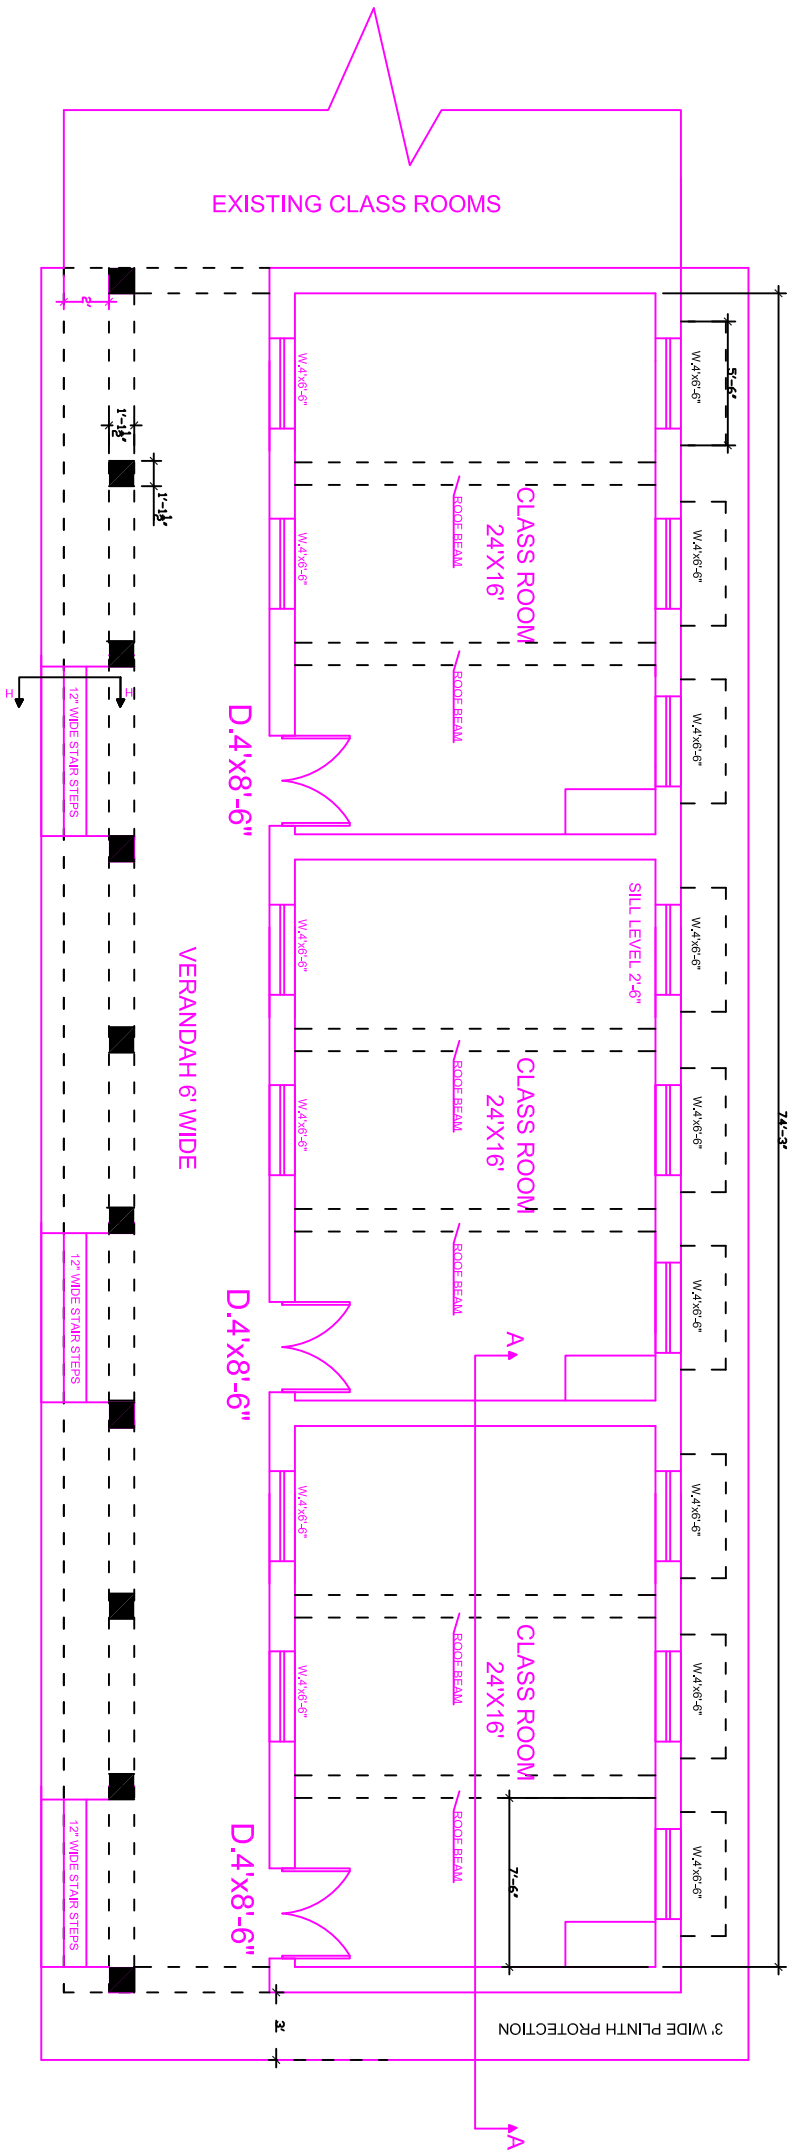 EXISTING CLASS ROOMS
2'
W.4'x6'-6"
W.4'x6'-6"
5'-6"
1'-1½"
1'-1½"
ROOF BEAM
CLASS ROOM
24'X16'
W.4'x6'-6"
W.4'x6'-6"
ROOF BEAM
W.4'x6'-6"
H
H
12" WIDE STAIR STEPS
D.4'x8'-6"
SILL LEVEL 2'-6"
W.4'x6'-6"
W.4'x6'-6"
VERANDAH 6' WIDE
ROOF BEAM
CLASS ROOM
24'X16'
W.4'x6'-6"
W.4'x6'-6"
74'-3"
ROOF BEAM
W.4'x6'-6"
12" WIDE STAIR STEPS
D.4'x8'-6"
A
W.4'x6'-6"
W.4'x6'-6"
ROOF BEAM
CLASS ROOM
24'X16'
W.4'x6'-6"
W.4'x6'-6"
ROOF BEAM
W.4'x6'-6"
12" WIDE STAIR STEPS
D.4'x8'-6"
7'-6"
3'
3' WIDE PLINTH PROTECTION
A